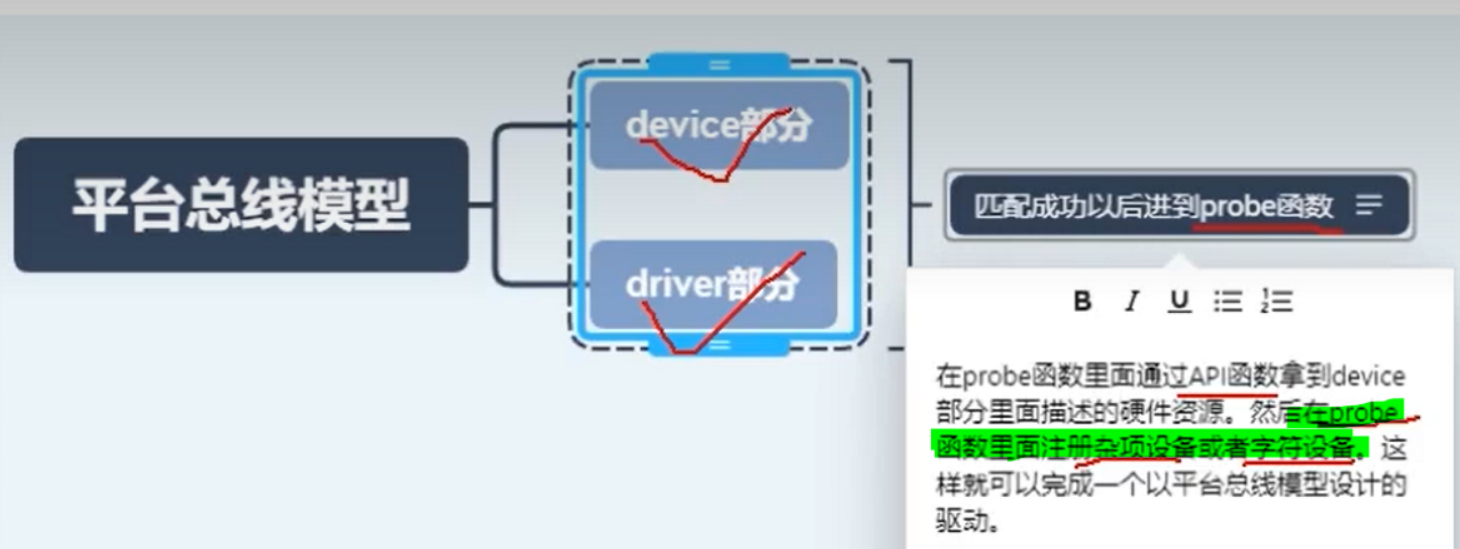 平台总线模型
device部分
driver部分
匹配成功以后进到probe函数
B I U
在probe函数里面通过API函数拿到device
部分里面描述的硬件资源。然后在probe
函数里面注册杂项设备或者字符设备。这
样就可以完成一个以平台总线模型设计的
驱动。